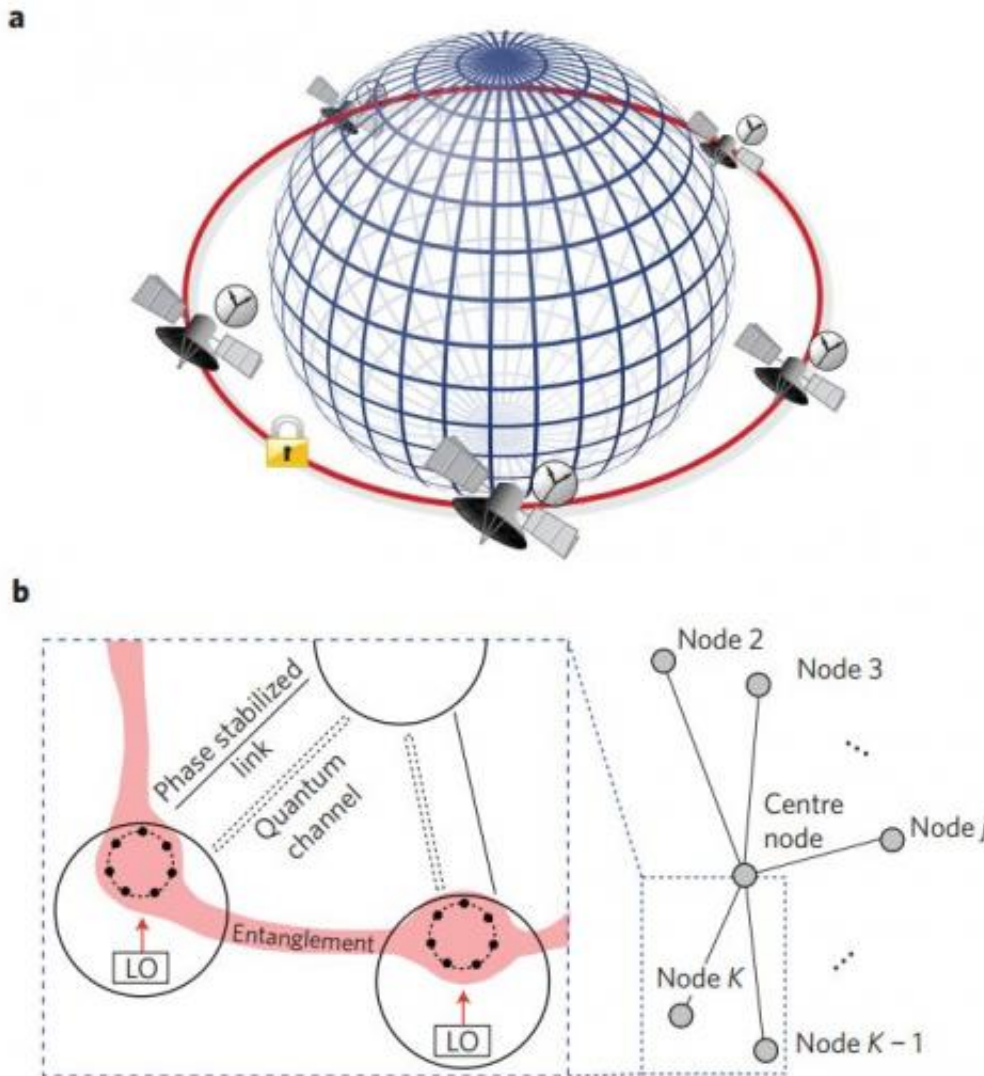 a
b
Phase stabilized
link
Quantum
channel
Entanglement
LO
LO
Node 2
Node 3
Centre
node
Node j
Node K
Node K – 1